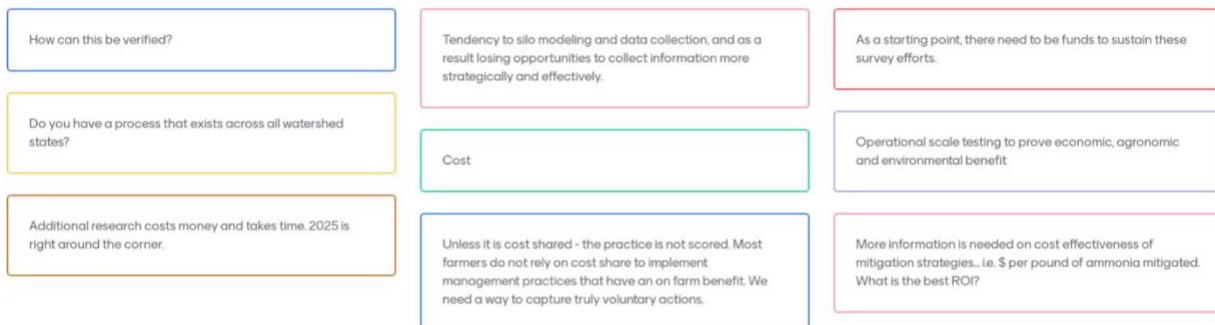 How can this be verified?
Do you have a process that exists across all watershed
states?
Additional research costs money and takes time. 2025 is
right around the corner.
Tendency to silo modeling and data collection, and as a
result losing opportunities to collect information more
strategically and effectively.
Cost
Unless it is cost shared - the practice is not scored. Most
farmers do not rely on cost share to implement
management practices that have an on farm benefit. We
need a way to capture truly voluntary actions.
As a starting point, there need to be funds to sustain these
survey efforts.
Operational scale testing to prove economic, agronomic
and environmental benefit
More information is needed on cost effectiveness of
mitigation strategies... i.e. $ per pound of ammonia mitigated.
What is the best ROI?